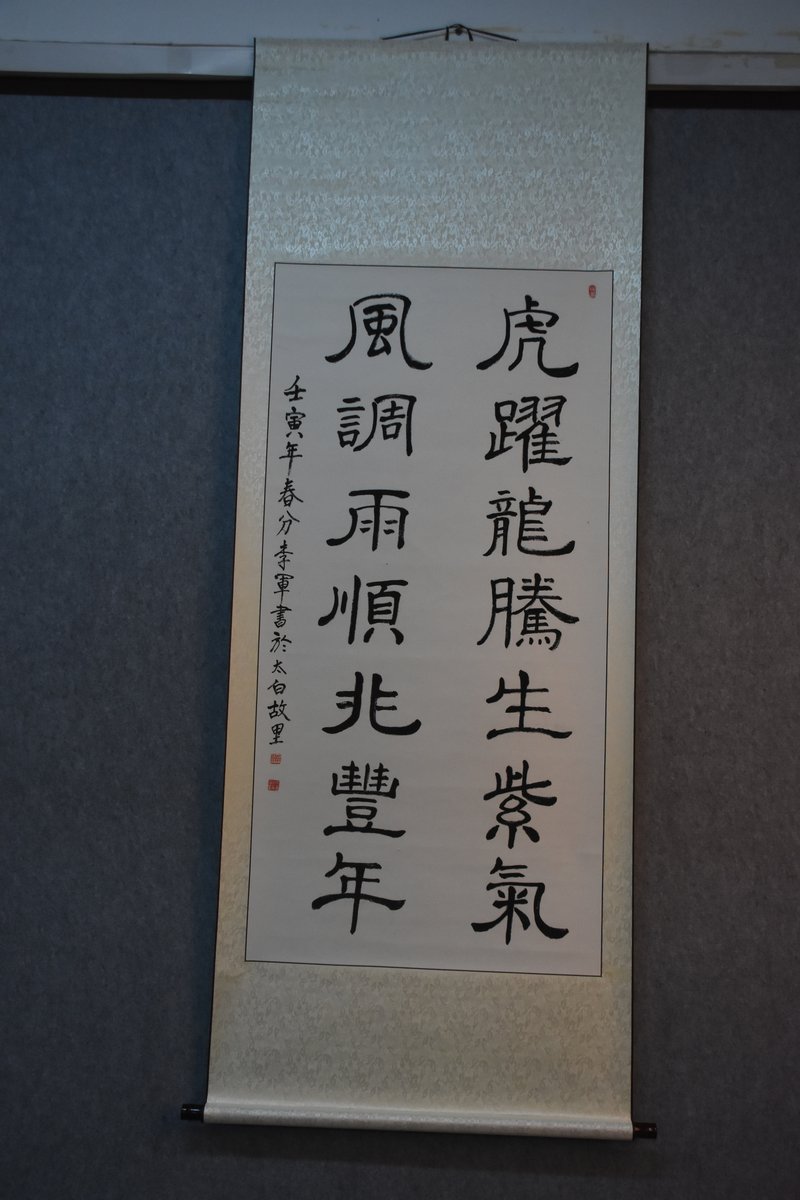 虎躍龍騰生紫氣
風調雨順兆豐年
壬寅年春分李軍書於太白故里